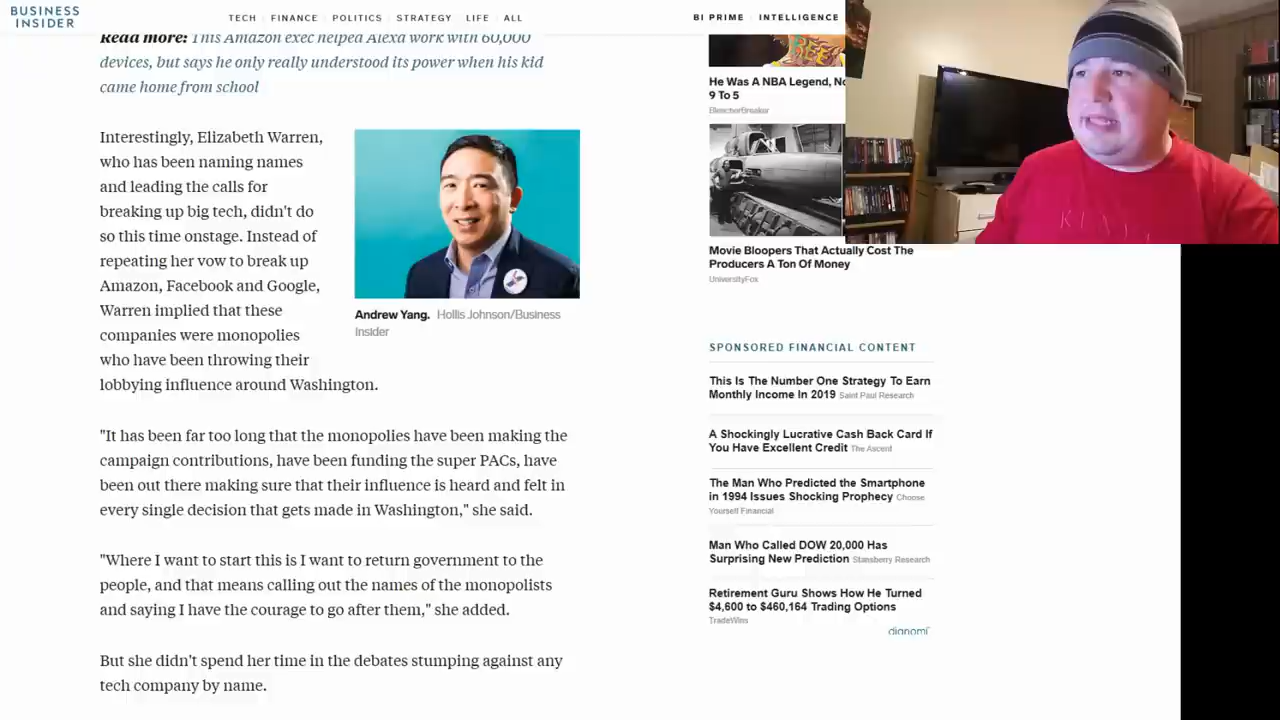 BUSINESS
INSIDER
TECH
FINANCE
POLITICS
STRATEGY
LIFE
ALL
BI PRIME
INTELLIGENCE
Read more: This Amazon exec helped Alexa work with 60,000
devices, but says he only really understood its power when his kid
came home from school
Interestingly, Elizabeth Warren,
who has been naming names
and leading the calls for
breaking up big tech, didn't do
so this time onstage. Instead of
repeating her vow to break up
Amazon, Facebook and Google,
Warren implied that these
companies were monopolies
who have been throwing their
lobbying influence around Washington.
Andrew Yang. Hollis Johnson/Business
Insider
"It has been far too long that the monopolies have been making the
campaign contributions, have been funding the super PACs, have
been out there making sure that their influence is heard and felt in
every single decision that gets made in Washington," she said.
"Where I want to start this is I want to return government to the
people, and that means calling out the names of the monopolists
and saying I have the courage to go after them," she added.
But she didn't spend her time in the debates stumping against any
tech company by name.
He Was A NBA Legend,
9 To 5
BleacherBreaker
Movie Bloopers That Actually Cost The
Producers A Ton Of Money
UniversityFox
SPONSORED FINANCIAL CONTENT
This Is The Number One Strategy To Earn
Monthly Income In 2019 Saint Paul Research
A Shockingly Lucrative Cash Back Card If
You Have Excellent Credit The Ascent
The Man Who Predicted the Smartphone
in 1994 Issues Shocking Prophecy Choose
Yourself Financial
Man Who Called DOW 20,000 Has
Surprising New Prediction Stansberry Research
Retirement Guru Shows How He Turned
$4,600 to $460,164 Trading Options
TradeWins
dianomi